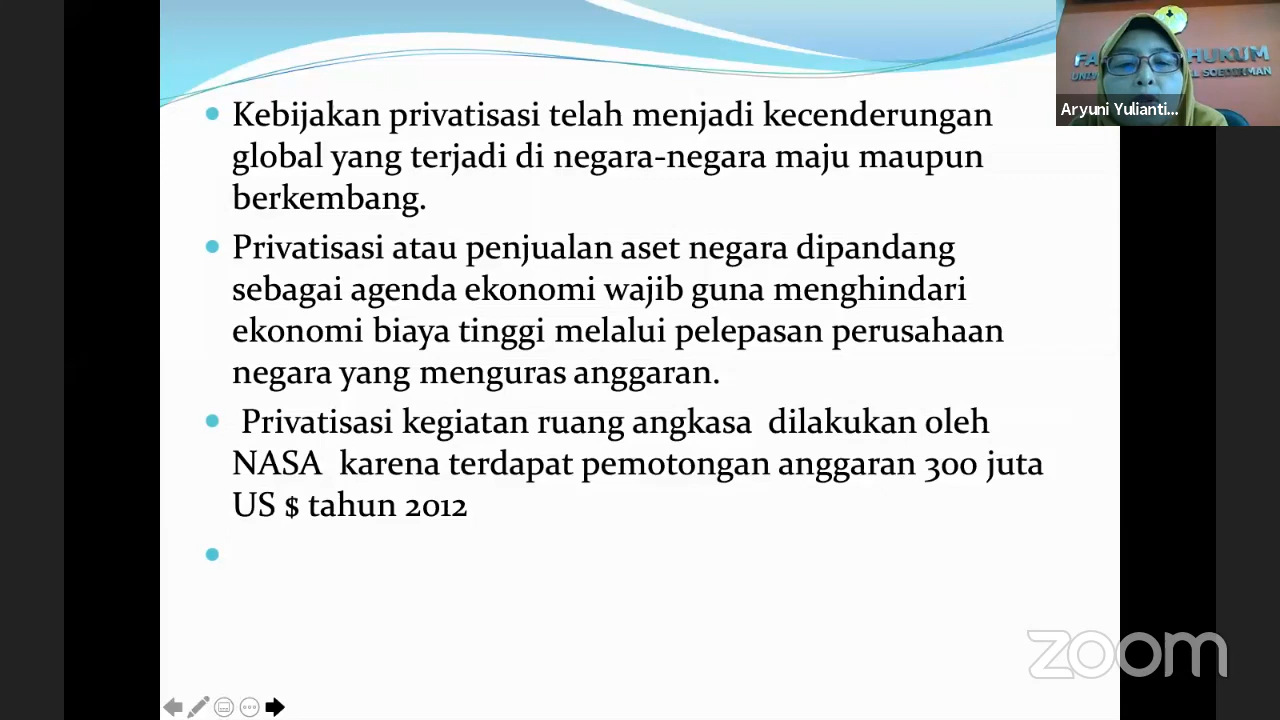 Kebijakan privatisasi telah menjadi kecenderungan
global yang terjadi di negara-negara maju maupun
berkembang.
Privatisasi atau penjualan aset negara dipandang
sebagai agenda ekonomi wajib guna menghindari
ekonomi biaya tinggi melalui pelepasan perusahaan
negara yang menguras anggaran.
Privatisasi kegiatan ruang angkasa dilakukan oleh
NASA karena terdapat pemotongan anggaran 300 juta
US $ tahun 2012
HUKUM
Aryuni Yulianti...
zoom